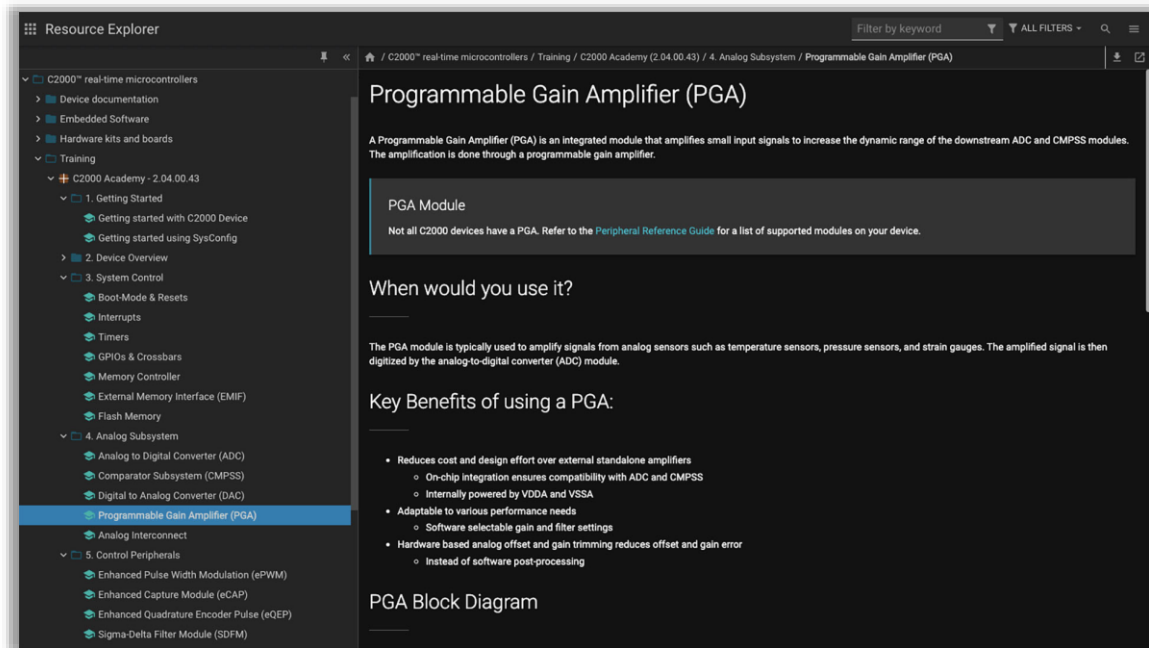 Resource Explorer
Filter by keyword
ALL FILTERS
/ C2000™ real-time microcontrollers / Training / C2000 Academy (2.04.00.43) / 4. Analog Subsystem / Programmable Gain Amplifier (PGA)
C2000™ real-time microcontrollers
Device documentation
Embedded Software
Hardware kits and boards
Training
C2000 Academy - 2.04.00.43
1. Getting Started
Getting started with C2000 Device
Getting started using SysConfig
2. Device Overview
3. System Control
Boot-Mode & Resets
Interrupts
Timers
GPIOs & Crossbars
Memory Controller
External Memory Interface (EMIF)
Flash Memory
4. Analog Subsystem
Analog to Digital Converter (ADC)
Comparator Subsystem (CMPSS)
Digital to Analog Converter (DAC)
Programmable Gain Amplifier (PGA)
Analog Interconnect
5. Control Peripherals
Enhanced Pulse Width Modulation (ePWM)
Enhanced Capture Module (eCAP)
Enhanced Quadrature Encoder Pulse (eQEP)
Sigma-Delta Filter Module (SDFM)
Programmable Gain Amplifier (PGA)
A Programmable Gain Amplifier (PGA) is an integrated module that amplifies small input signals to increase the dynamic range of the downstream ADC and CMPSS modules.
The amplification is done through a programmable gain amplifier.
PGA Module
Not all C2000 devices have a PGA. Refer to the Peripheral Reference Guide for a list of supported modules on your device.
When would you use it?
The PGA module is typically used to amplify signals from analog sensors such as temperature sensors, pressure sensors, and strain gauges. The amplified signal is then
digitized by the analog-to-digital converter (ADC) module.
Key Benefits of using a PGA:
• Reduces cost and design effort over external standalone amplifiers
○ On-chip integration ensures compatibility with ADC and CMPSS
○ Internally powered by VDDA and VSSA
• Adaptable to various performance needs
○ Software selectable gain and filter settings
• Hardware based analog offset and gain trimming reduces offset and gain error
○ Instead of software post-processing
PGA Block Diagram